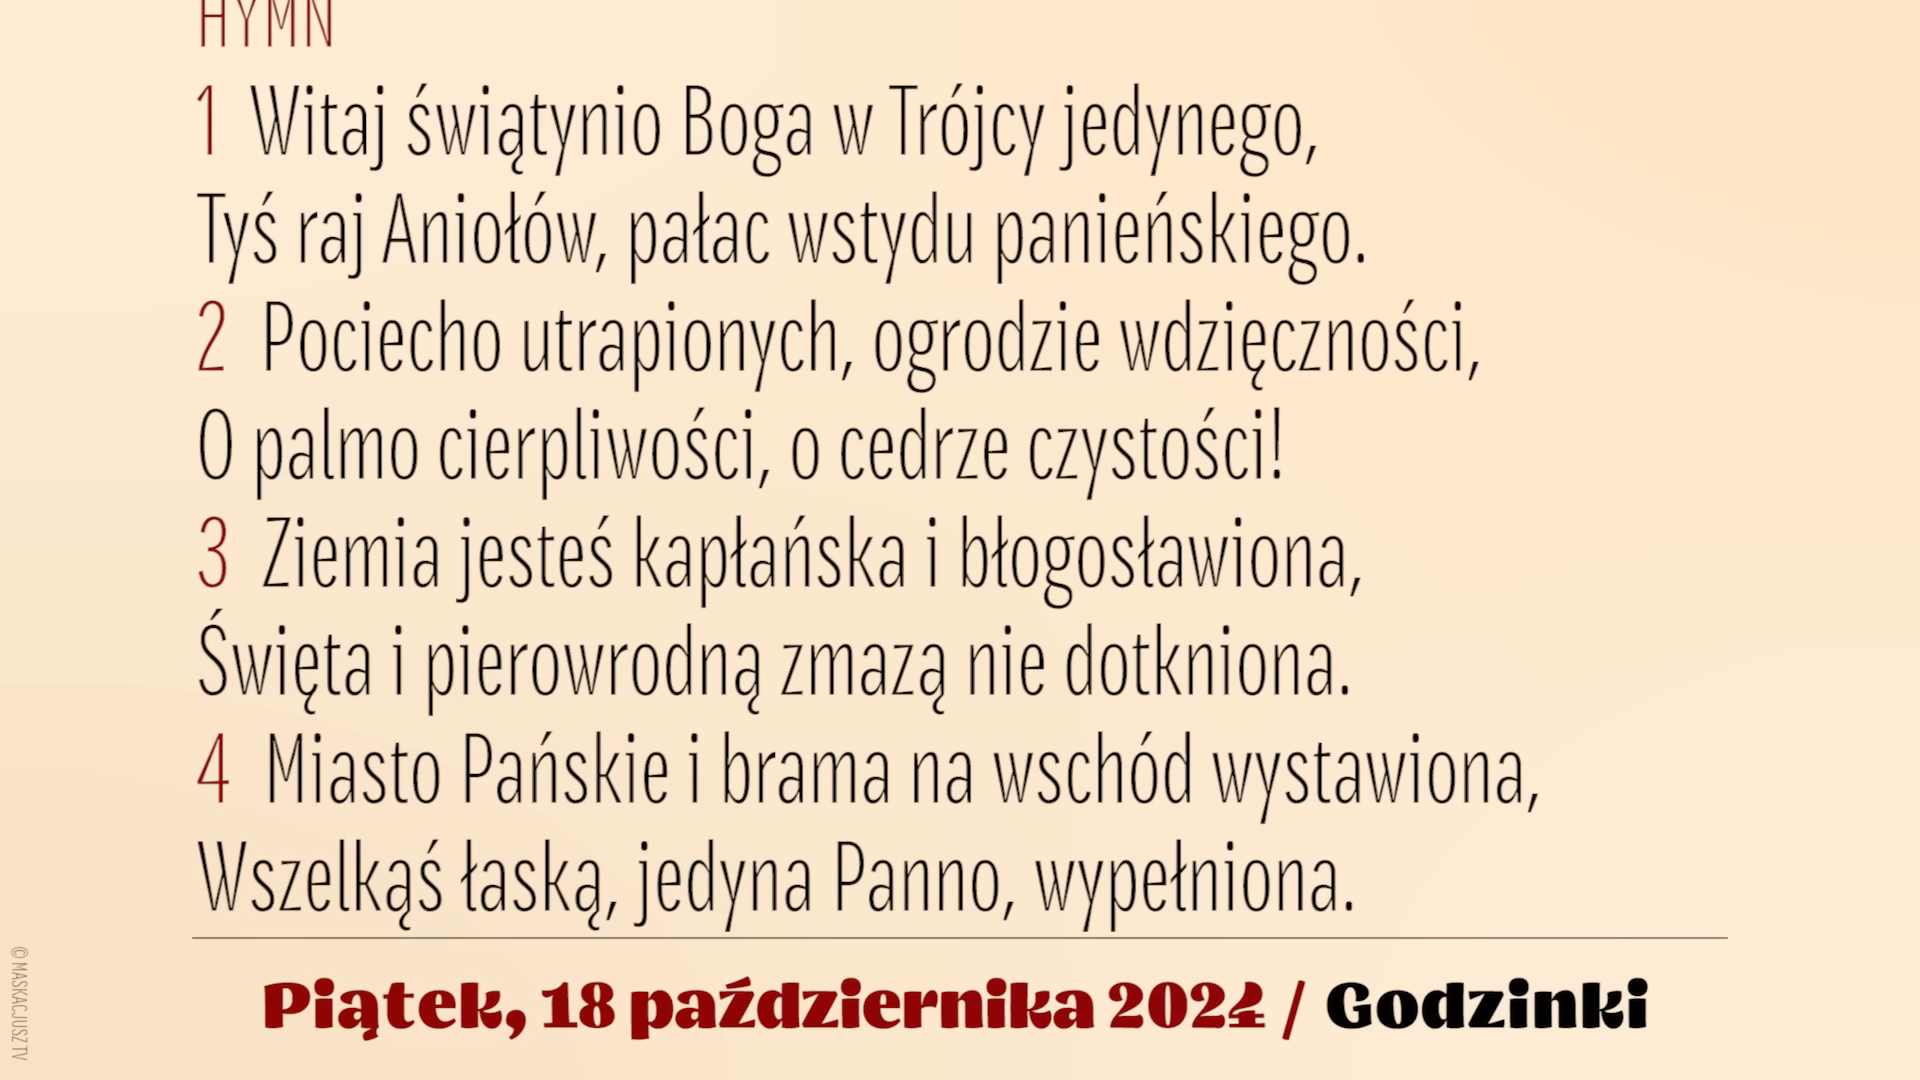 HYMN
1 Witaj świątynio Boga w Trójcy jedynego,
Tyś raj Aniołów, pałac wstydu panieńskiego.
2 Pociecho utrapionych, ogrodzie wdzięczności,
O palmo cierpliwości, o cedrze czystości!
3 Ziemia jesteś kapłańska i błogosławiona,
Święta i pierowrodną zmazą nie dotkniona.
4 Miasto Pańskie i brama na wschód wystawiona,
Wszelkąś łaską, jedyna Panno, wypełniona.
Piątek, 18 października 2024 / Godzinki
© MASKACJUSZ TV